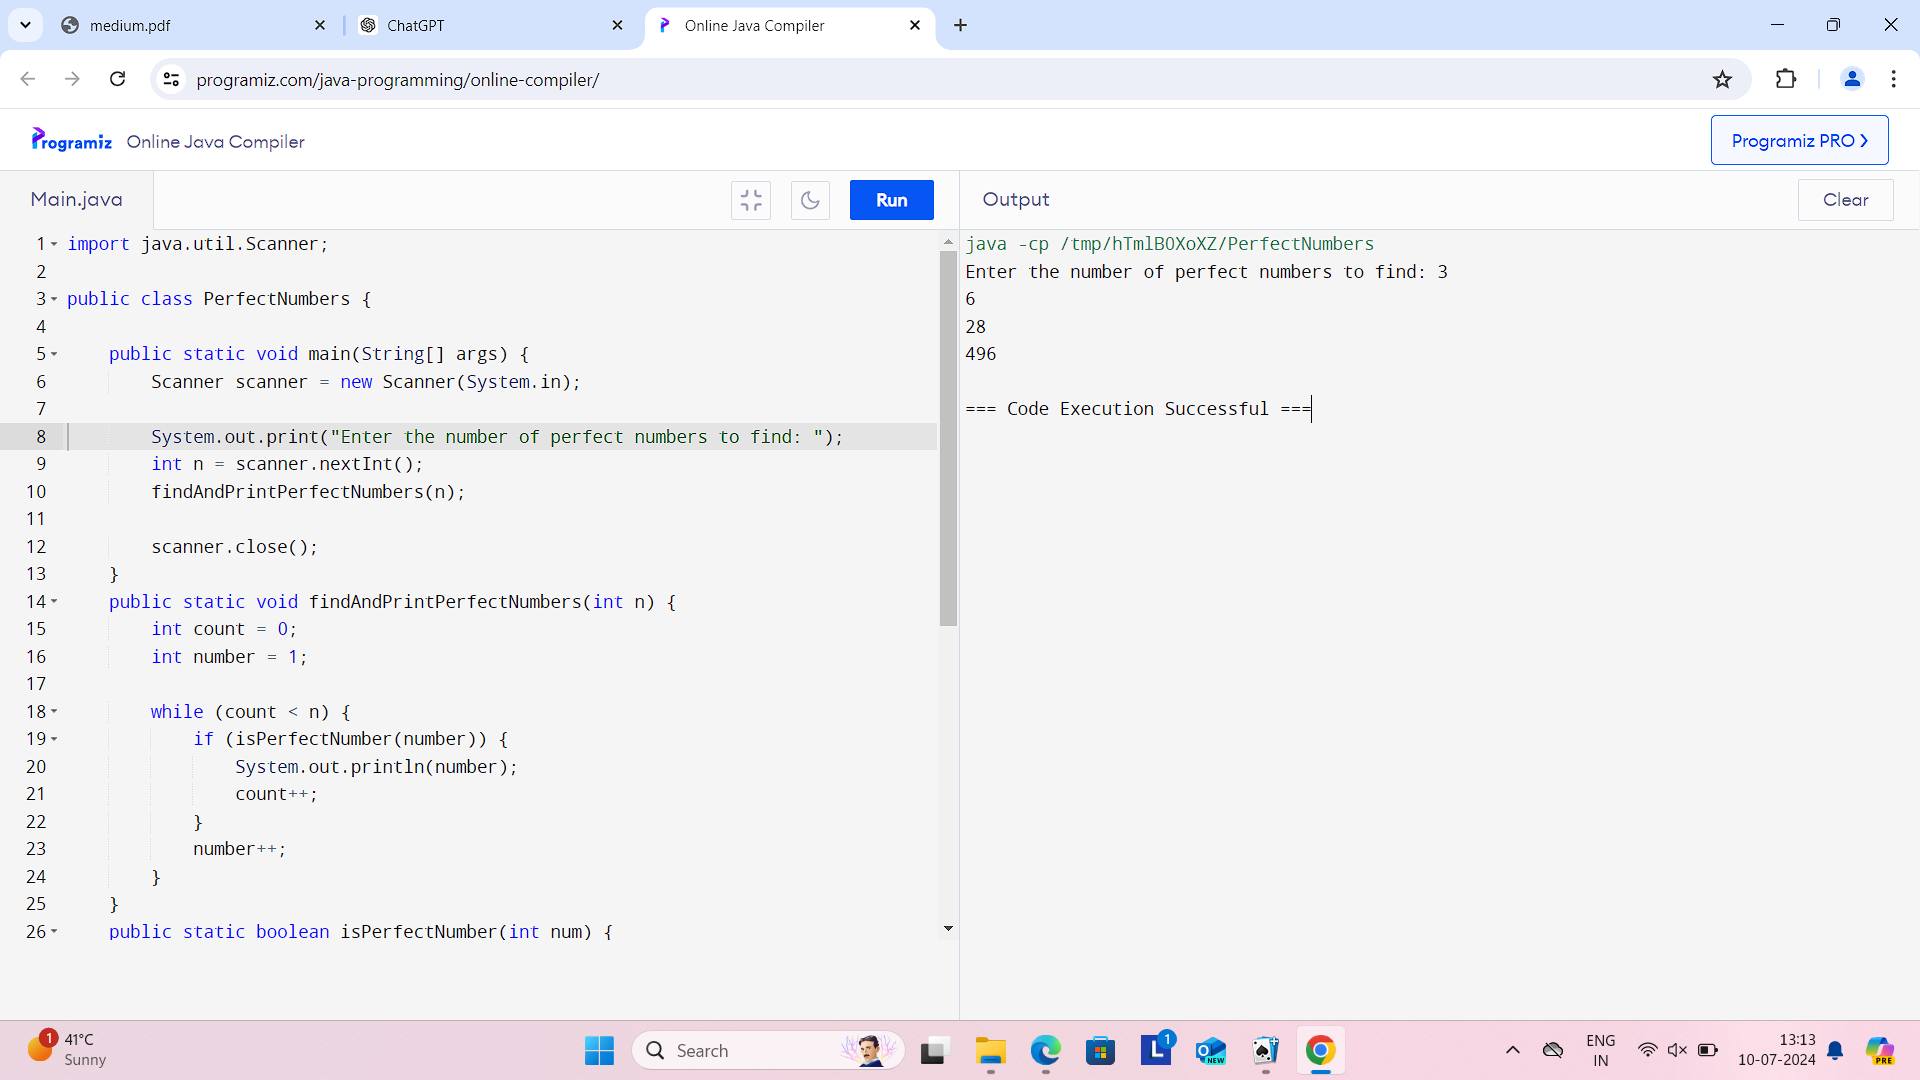 medium.pdf
ChatGPT
Online Java Compiler
programiz.com/java-programming/online-compiler/
Programiz Online Java Compiler
Programiz PRO
Main.java
Run
Output
Clear
1 import java.util.Scanner;
2
3 public class PerfectNumbers {
4
5 public static void main(String[] args) {
6 Scanner scanner = new Scanner(System.in);
7
8 System.out.print("Enter the number of perfect numbers to find: ");
9 int n = scanner.nextInt();
10 findAndPrintPerfectNumbers(n);
11
12 scanner.close();
13 }
14 public static void findAndPrintPerfectNumbers(int n) {
15 int count = 0;
16 int number = 1;
17
18 while (count < n) {
19 if (isPerfectNumber(number)) {
20 System.out.println(number);
21 count++;
22 }
23 number++;
24 }
25 }
26 public static boolean isPerfectNumber(int num) {
java -cp /tmp/hTmlB0XoXZ/PerfectNumbers
Enter the number of perfect numbers to find: 3
6
28
496
=== Code Execution Successful ===
1
41°C
Sunny
Search
L
1
NEW
ENG
IN
13:13
10-07-2024
PRE